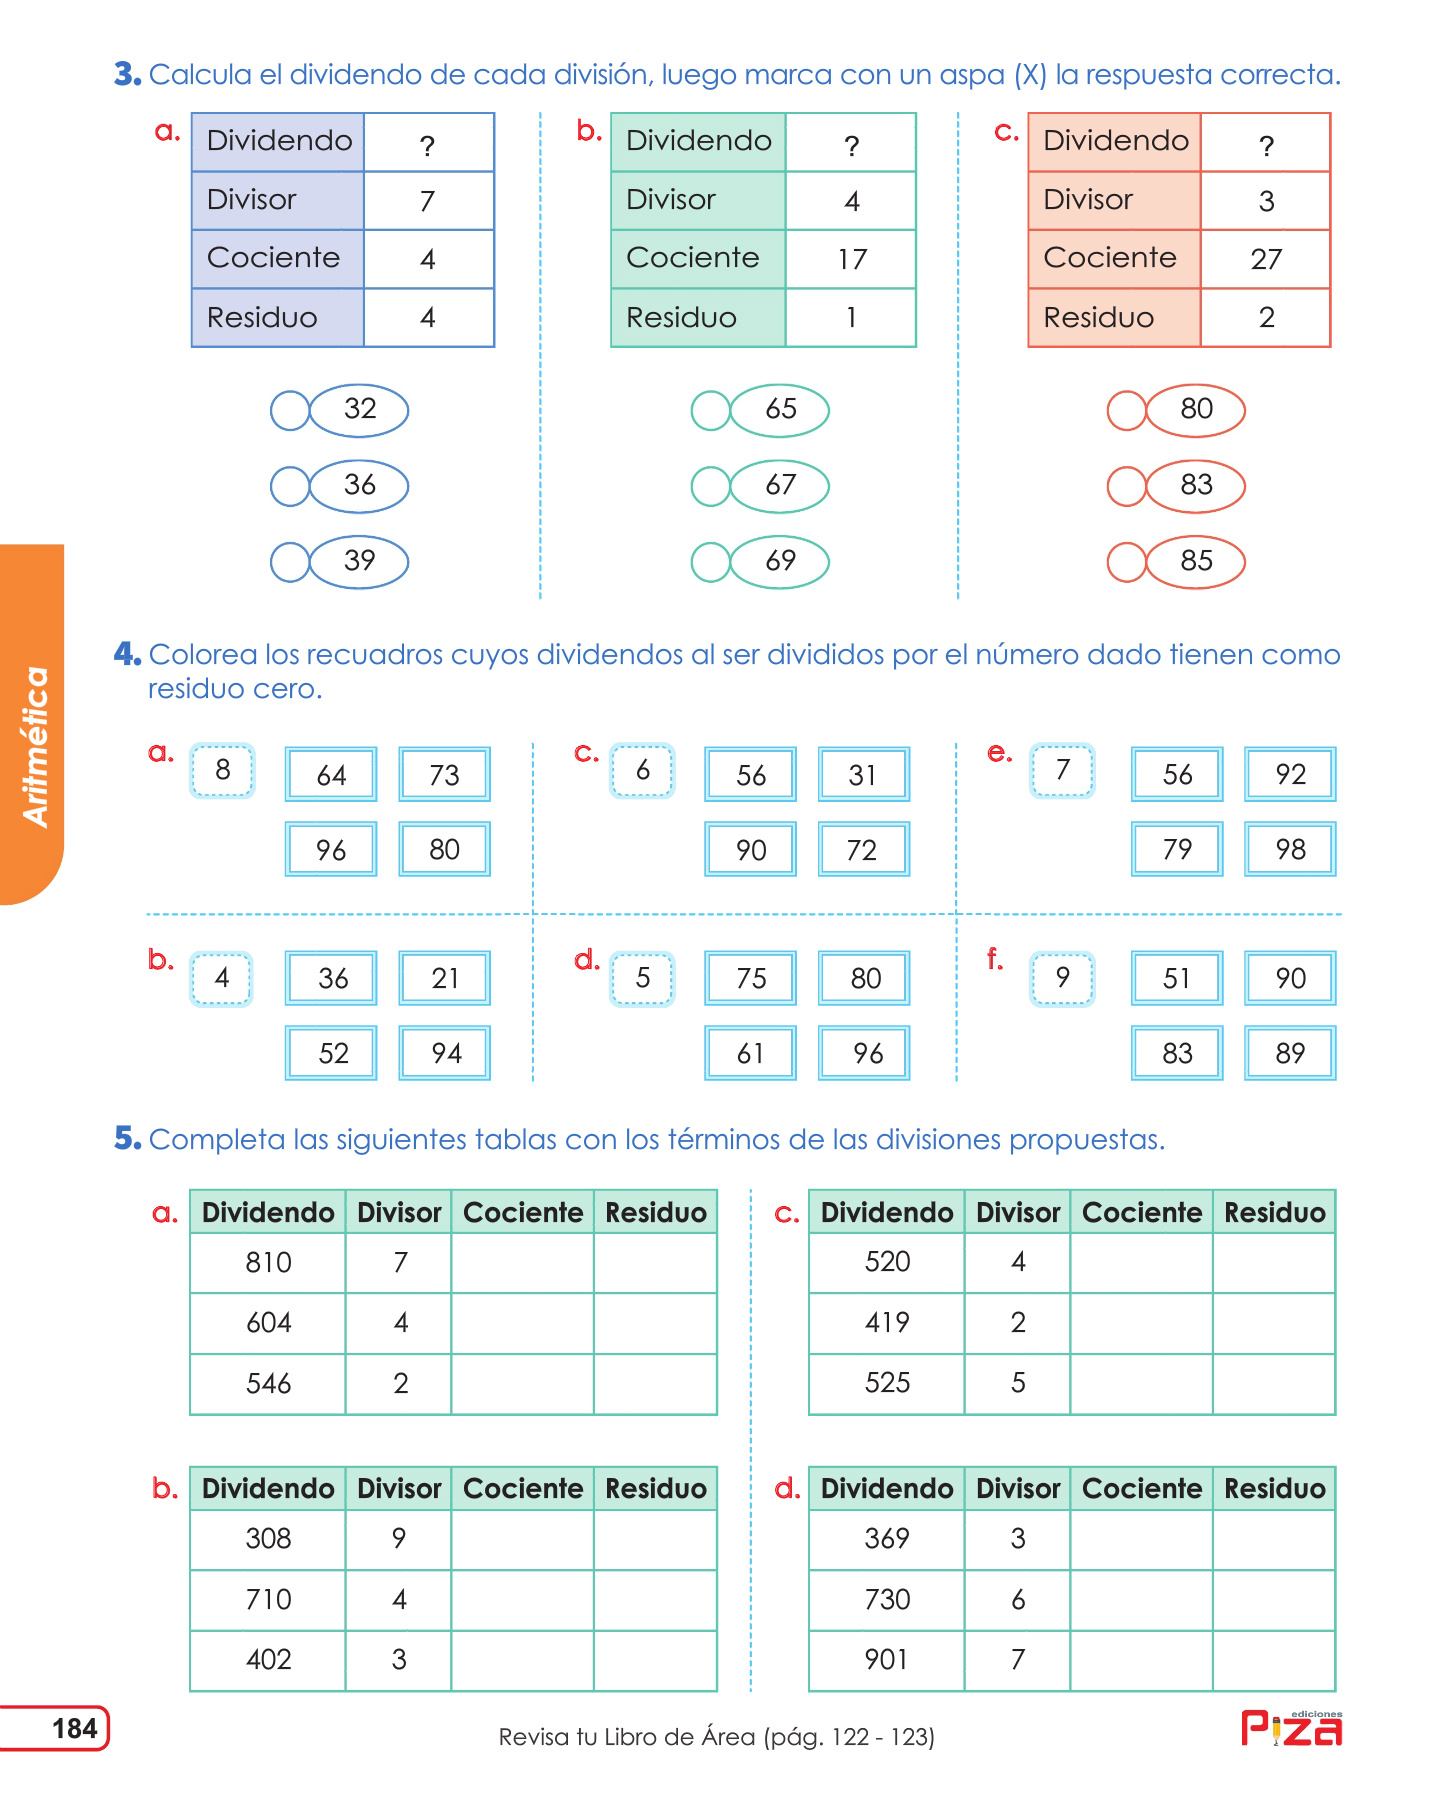 3. Calcula el dividendo de cada división, luego marca con un aspa (X) la respuesta correcta.
a.
Dividendo ?
Divisor 7
Cociente 4
Residuo 4
32
36
39
b.
Dividendo ?
Divisor 4
Cociente 17
Residuo 1
65
67
69
c.
Dividendo ?
Divisor 3
Cociente 27
Residuo 2
80
83
85
Aritmética
4. Colorea los recuadros cuyos dividendos al ser divididos por el número dado tienen como
residuo cero.
a. 8 64 73
96 80
c. 6 56 31
90 72
e. 7 56 92
79 98
b. 4 36 21
52 94
d. 5 75 80
61 96
f. 9 51 90
83 89
5. Completa las siguientes tablas con los términos de las divisiones propuestas.
a. Dividendo Divisor Cociente Residuo
810 7
604 4
546 2
c. Dividendo Divisor Cociente Residuo
520 4
419 2
525 5
b. Dividendo Divisor Cociente Residuo
308 9
710 4
402 3
d. Dividendo Divisor Cociente Residuo
369 3
730 6
901 7
184
Revisa tu Libro de Área (pág. 122 - 123)
ediciones
Piza